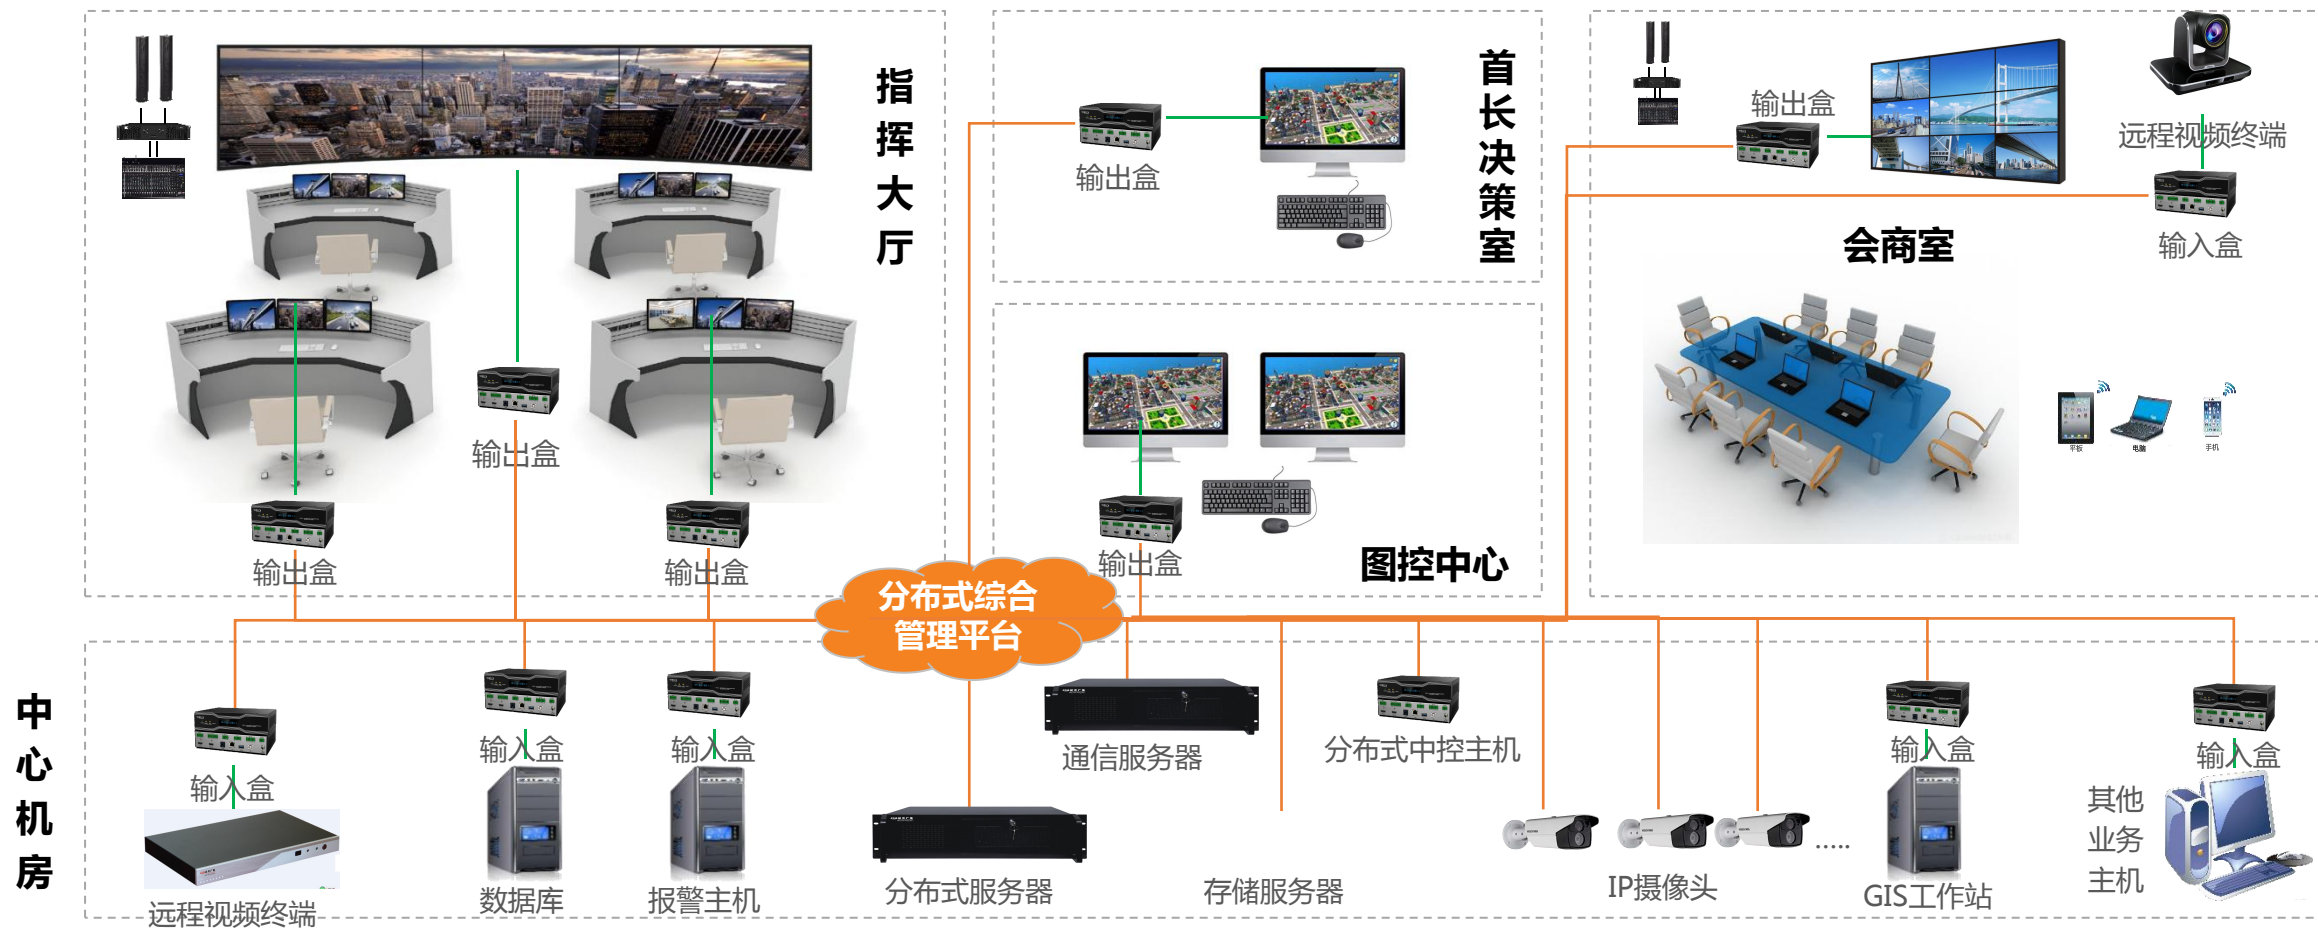 指挥大厅
输出盒
输出盒
输出盒
首长决策室
输出盒
图控中心
输出盒
会商室
输出盒
远程视频终端
输入盒
平板
电脑
手机
分布式综合
管理平台
中心机房
输入盒
远程视频终端
输入盒
数据库
输入盒
报警主机
分布式服务器
通信服务器
存储服务器
分布式中控主机
IP摄像头
.....
输入盒
GIS工作站
输入盒
其他
业务
主机